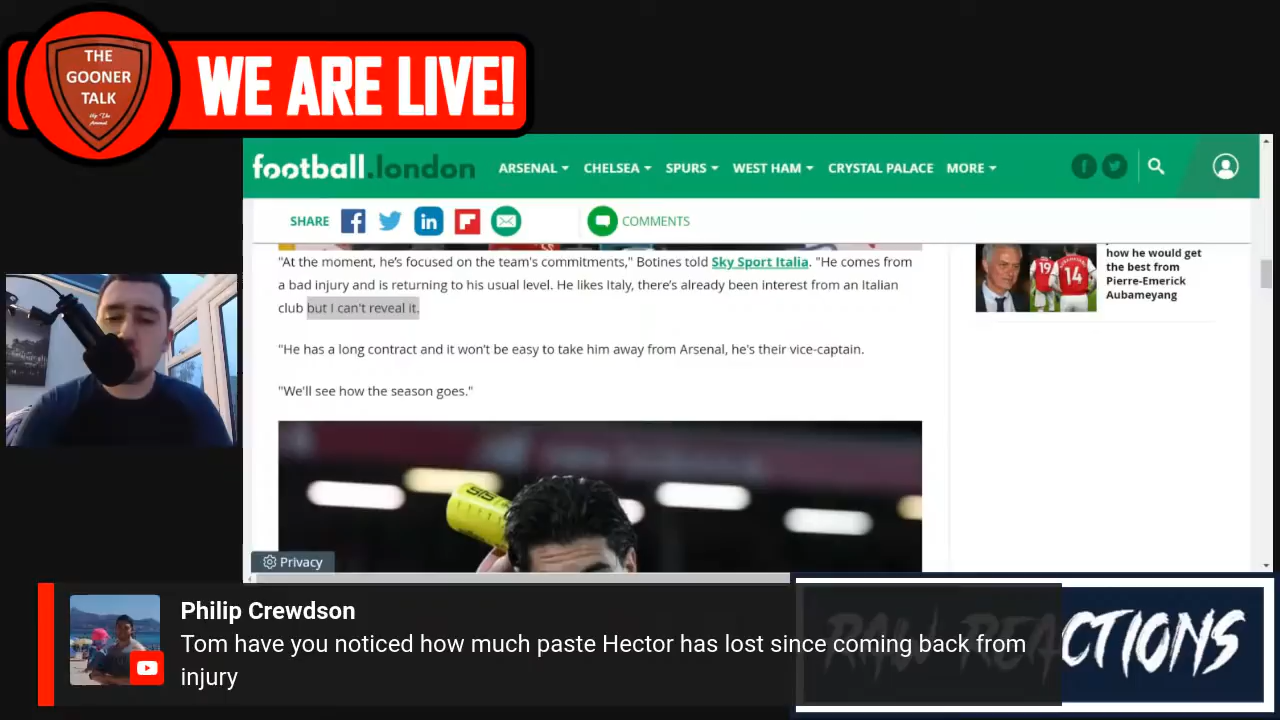 THE
GOONER
TALK
WE ARE LIVE!
football.london
ARSENAL CHELSEA SPURS WEST HAM CRYSTAL PALACE MORE
SHARE COMMENTS
"At the moment, he's focused on the team's commitments," Botines told Sky Sport Italia. "He comes from
a bad injury and is returning to his usual level. He likes Italy, there's already been interest from an Italian
club but I can't reveal it.
"He has a long contract and it won't be easy to take him away from Arsenal, he's their vice-captain.
"We'll see how the season goes."
how he would get
the best from
Pierre-Emerick
Aubameyang
19 14
Privacy
Philip Crewdson
Tom have you noticed how much paste Hector has lost since coming back from
injury
RAW REACTIONS